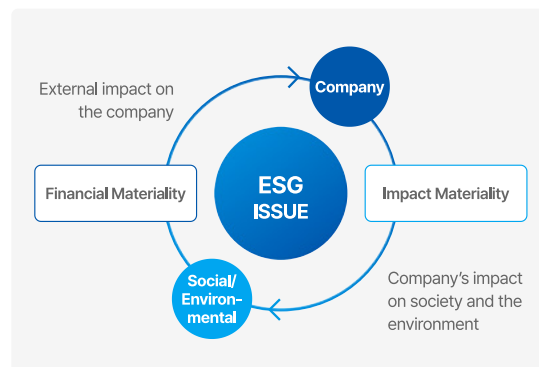 Company
External impact on
the company
Financial Materiality
ESG
ISSUE
Impact Materiality
Social/
Environ-
mental
Company’s impact
on society and the
environment